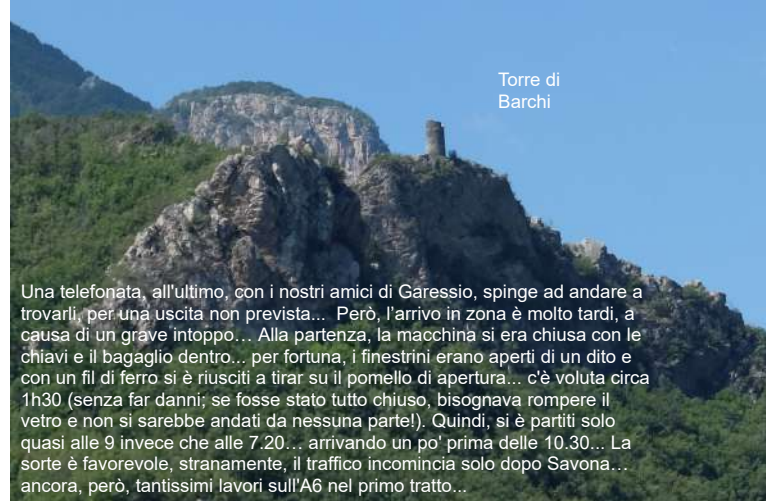 Torre di
Barchi
Una telefonata, all'ultimo, con i nostri amici di Garessio, spinge ad andare a
trovarli, per una uscita non prevista... Però, l’arrivo in zona è molto tardi, a
causa di un grave intoppo… Alla partenza, la macchina si era chiusa con le
chiavi e il bagaglio dentro... per fortuna, i finestrini erano aperti di un dito e
con un fil di ferro si è riusciti a tirar su il pomello di apertura... c'è voluta circa
1h30 (senza far danni; se fosse stato tutto chiuso, bisognava rompere il
vetro e non si sarebbe andati da nessuna parte!). Quindi, si è partiti solo
quasi alle 9 invece che alle 7.20… arrivando un po' prima delle 10.30... La
sorte è favorevole, stranamente, il traffico incomincia solo dopo Savona…
ancora, però, tantissimi lavori sull'A6 nel primo tratto...